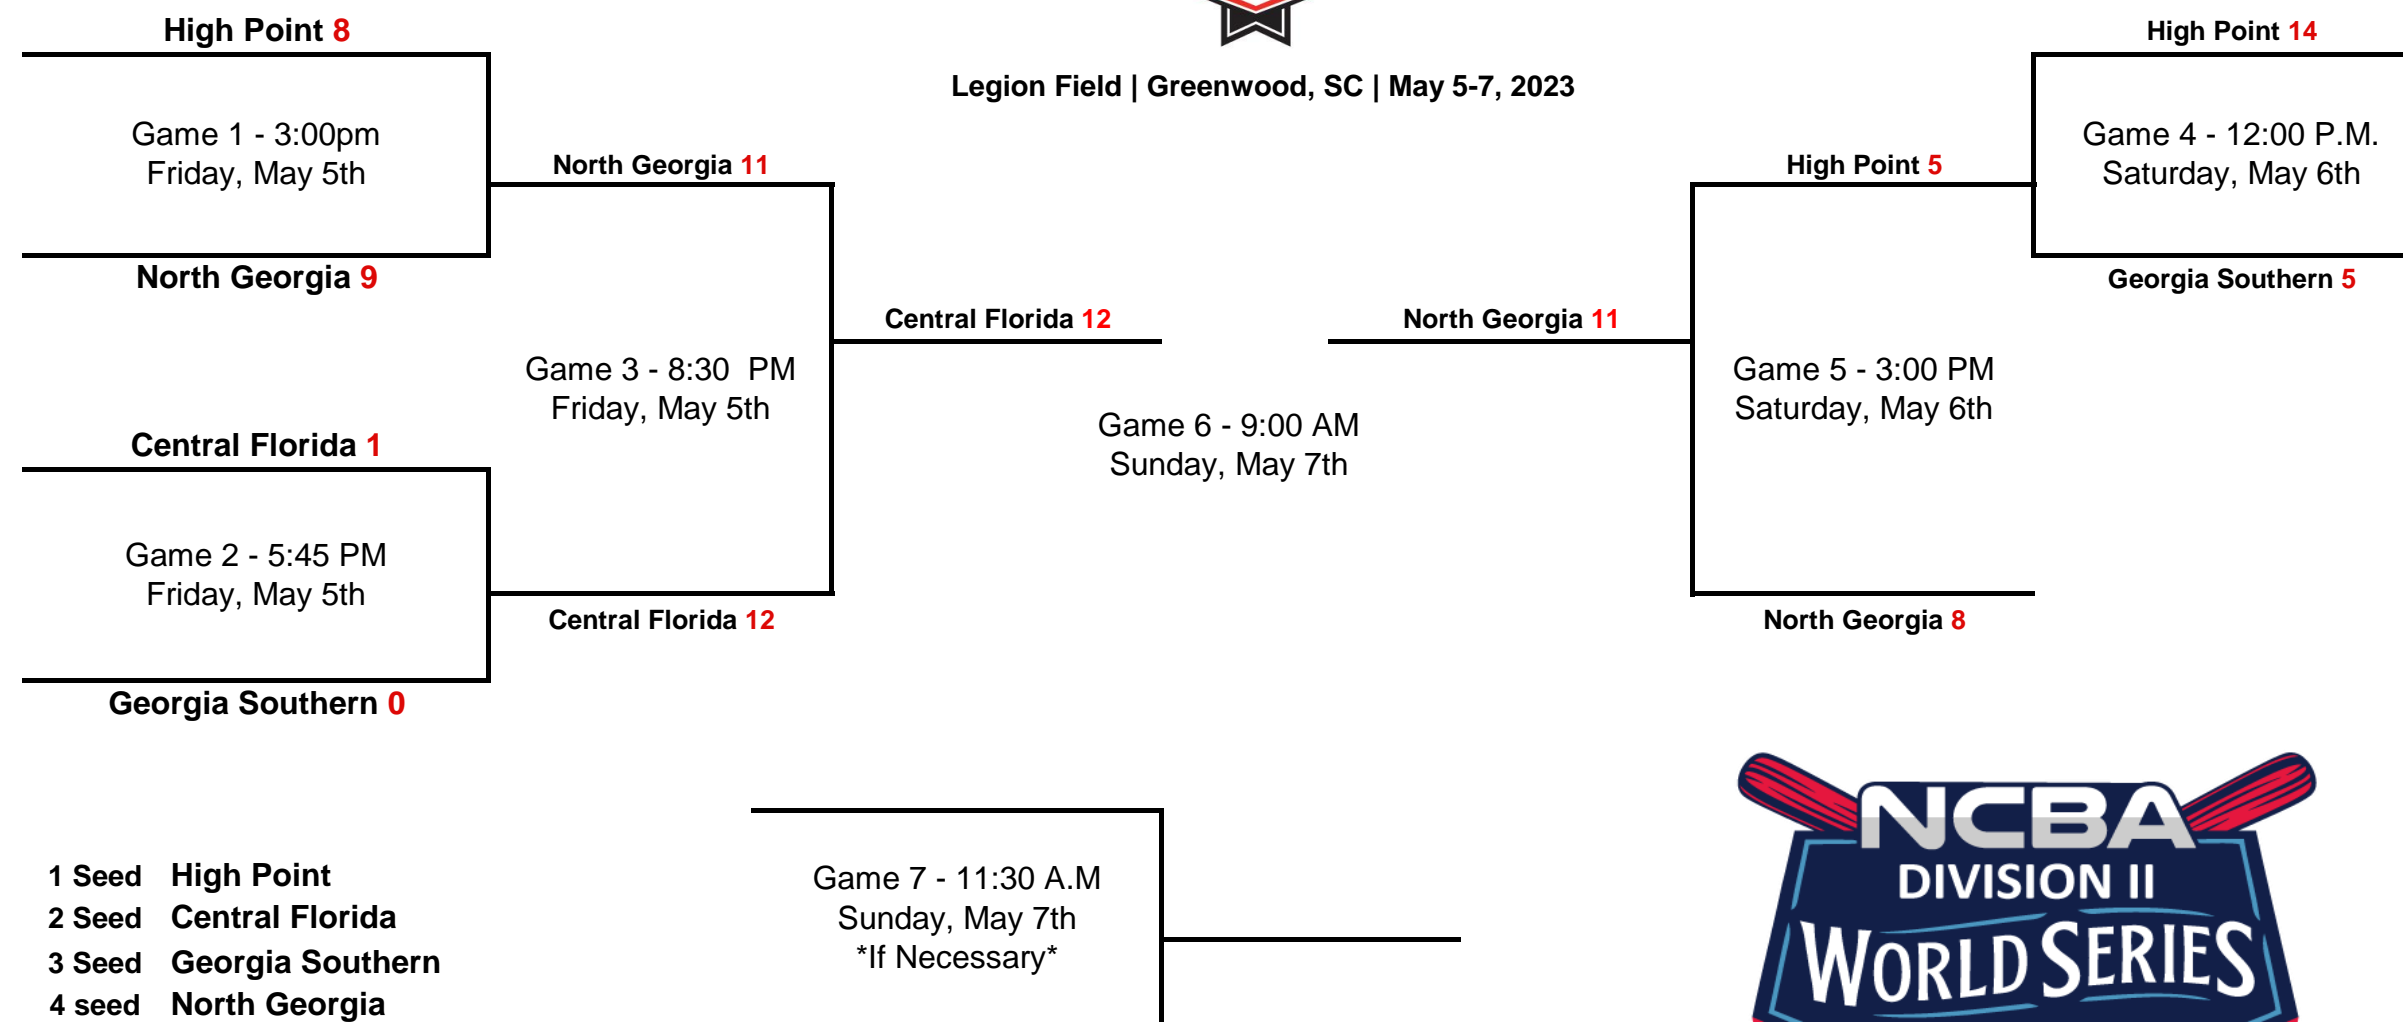 High Point 8
High Point 14
Legion Field | Greenwood, SC | May 5-7, 2023
Game 1 - 3:00pm
Friday, May 5th
Game 4 - 12:00 P.M.
Saturday, May 6th
North Georgia 11
High Point 5
North Georgia 9
Georgia Southern 5
Central Florida 12
North Georgia 11
Game 3 - 8:30  PM
Friday, May 5th
Game 5 - 3:00 PM
Saturday, May 6th
Game 6 - 9:00 AM
Sunday, May 7th
Central Florida 1
Game 2 - 5:45 PM
Friday, May 5th
Central Florida 12
North Georgia 8
Georgia Southern 0
1 Seed High Point
2 Seed Central Florida
3 Seed Georgia Southern
4 seed North Georgia
Game 7 - 11:30 A.M
Sunday, May 7th
*If Necessary*
NCBA
DIVISION II
WORLD SERIES